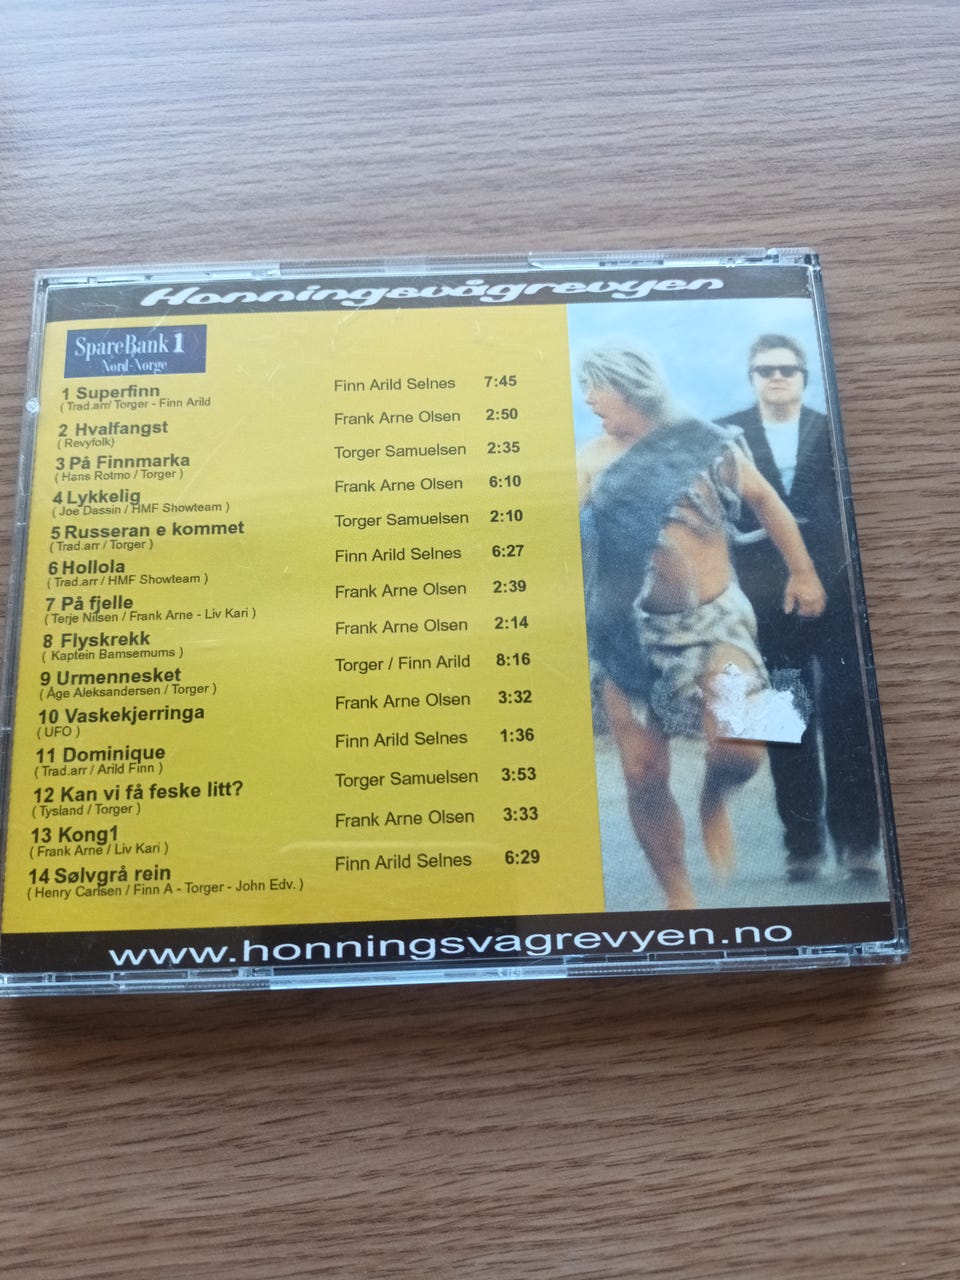 Honningsvågrevyen
SpareBank 1
Nord-Norge
1 Superfinn Finn Arild Selnes 7:45
( Trad.arr/ Torger - Finn Arild
2 Hvalfangst Frank Arne Olsen 2:50
( Revyfolk)
3 På Finnmarka Torger Samuelsen 2:35
( Hans Rotmo / Torger )
4 Lykkelig Frank Arne Olsen 6:10
( Joe Dassin / HMF Showteam )
5 Russeran e kommet Torger Samuelsen 2:10
( Trad.arr / Torger )
6 Hollola Finn Arild Selnes 6:27
( Trad.arr / HMF Showteam )
7 På fjelle Frank Arne Olsen 2:39
( Terje Nilsen / Frank Arne - Liv Kari )
8 Flyskrekk Frank Arne Olsen 2:14
( Kaptein Bamsemums )
9 Urmennesket Torger / Finn Arild 8:16
( Åge Aleksandersen / Torger )
10 Vaskekjerringa Frank Arne Olsen 3:32
( UFO )
11 Dominique Finn Arild Selnes 1:36
( Trad.arr / Arild Finn )
12 Kan vi få feske litt? Torger Samuelsen 3:53
( Tysland / Torger )
13 Kong1 Frank Arne Olsen 3:33
( Frank Arne / Liv Kari )
14 Sølvgrå rein Finn Arild Selnes 6:29
( Henry Carlsen / Finn A - Torger - John Edv. )
www.honningsvagrevyen.no